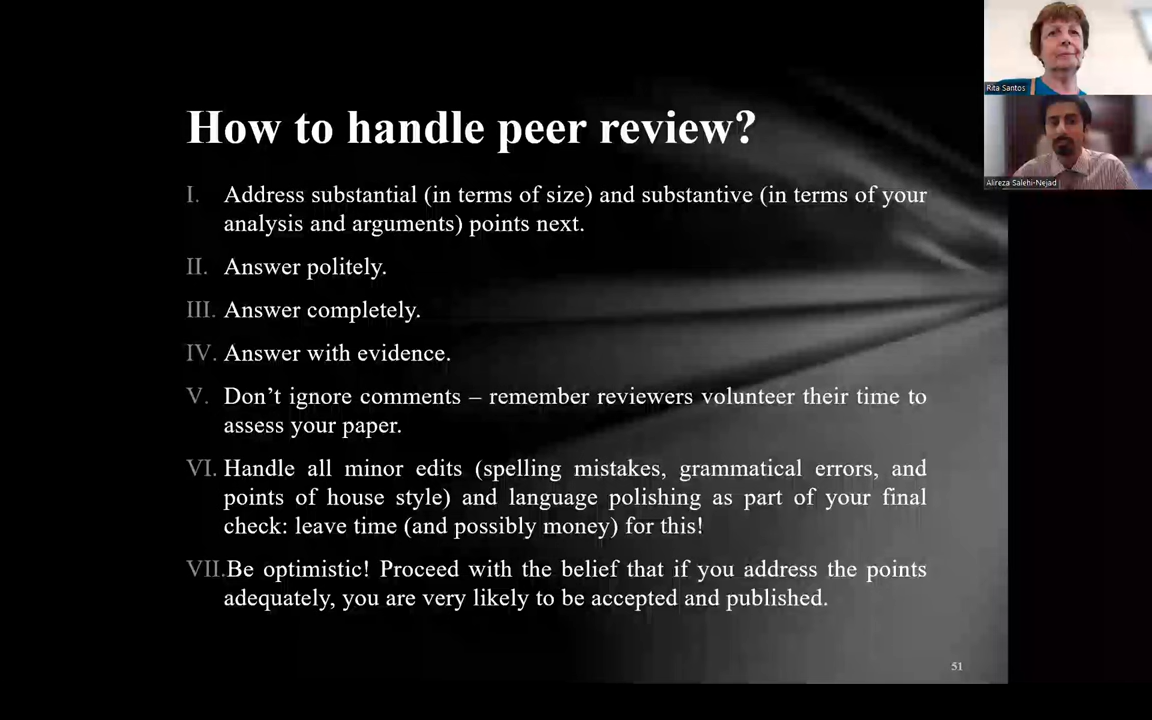 How to handle peer review?
I. Address substantial (in terms of size) and substantive (in terms of your
analysis and arguments) points next.
II. Answer politely.
III. Answer completely.
IV. Answer with evidence.
V. Don’t ignore comments – remember reviewers volunteer their time to
assess your paper.
VI. Handle all minor edits (spelling mistakes, grammatical errors, and
points of house style) and language polishing as part of your final
check: leave time (and possibly money) for this!
VII.Be optimistic! Proceed with the belief that if you address the points
adequately, you are very likely to be accepted and published.
51
Rita Santos
Alireza Salehi-Nejad